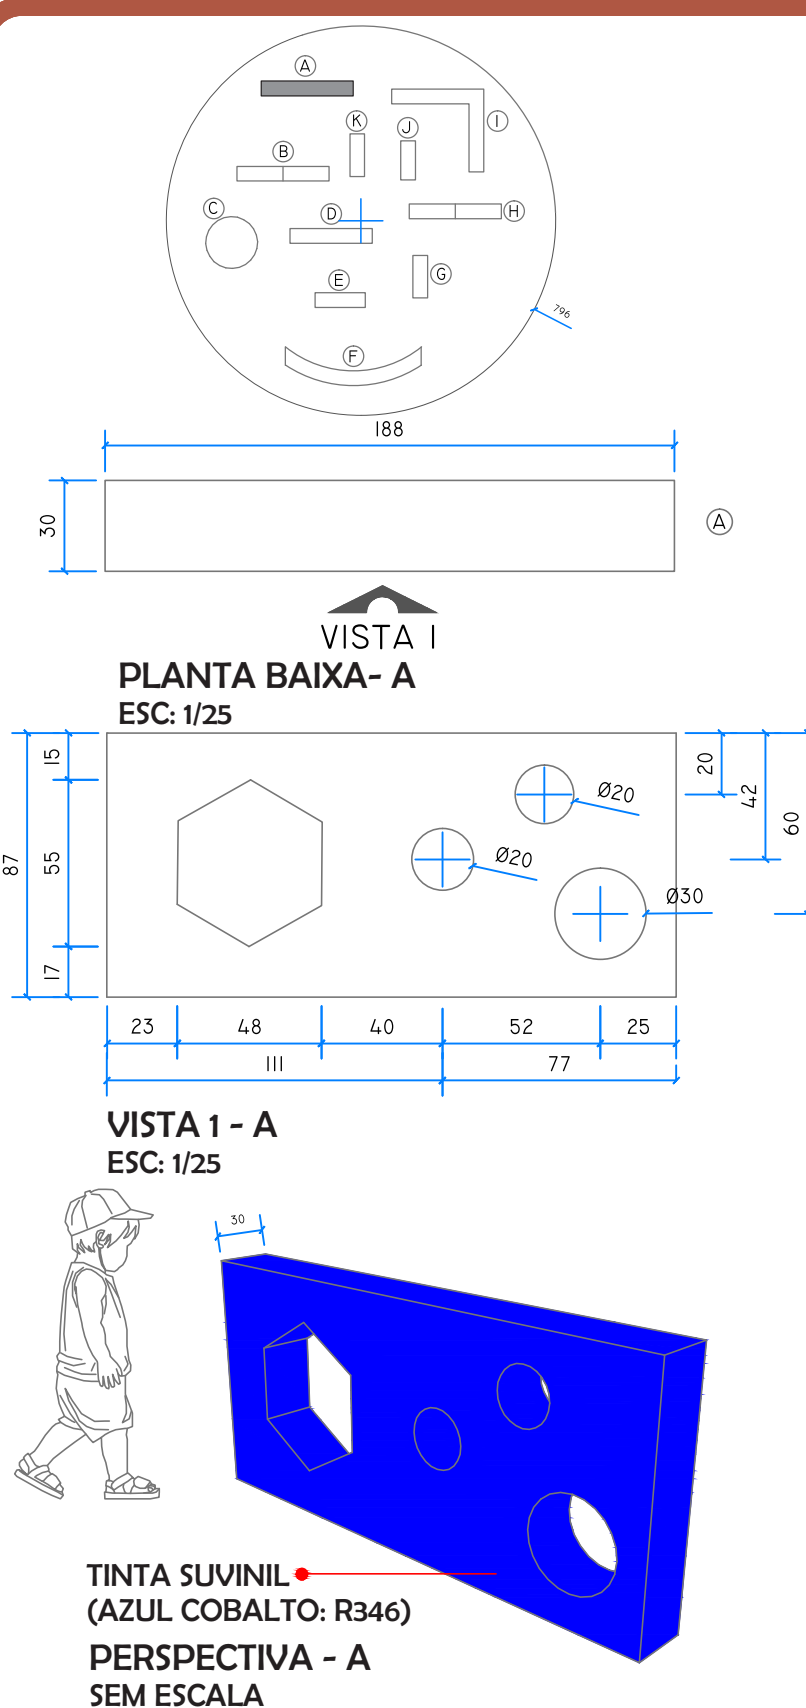 A
K
J
I
B
C
D
H
E
G
F
796
188
30
A
VISTA 1
PLANTA BAIXA- A
ESC: 1/25
15
20
42
60
Ø20
55
87
Ø20
Ø30
17
23 48 40 52 25
111 77
VISTA 1 - A
ESC: 1/25
30
TINTA SUVINIL
(AZUL COBALTO: R346)
PERSPECTIVA - A
SEM ESCALA